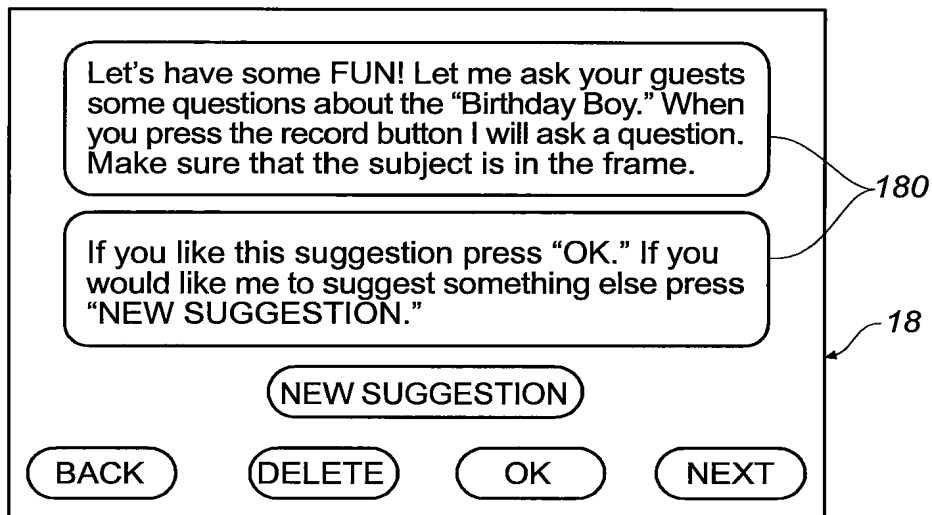 Let's have some FUN! Let me ask your guests
some questions about the “Birthday Boy.” When
you press the record button I will ask a question.
Make sure that the subject is in the frame.
180
If you like this suggestion press “OK.” If you
would like me to suggest something else press
“NEW SUGGESTION.”
18
NEW SUGGESTION
BACK DELETE OK NEXT